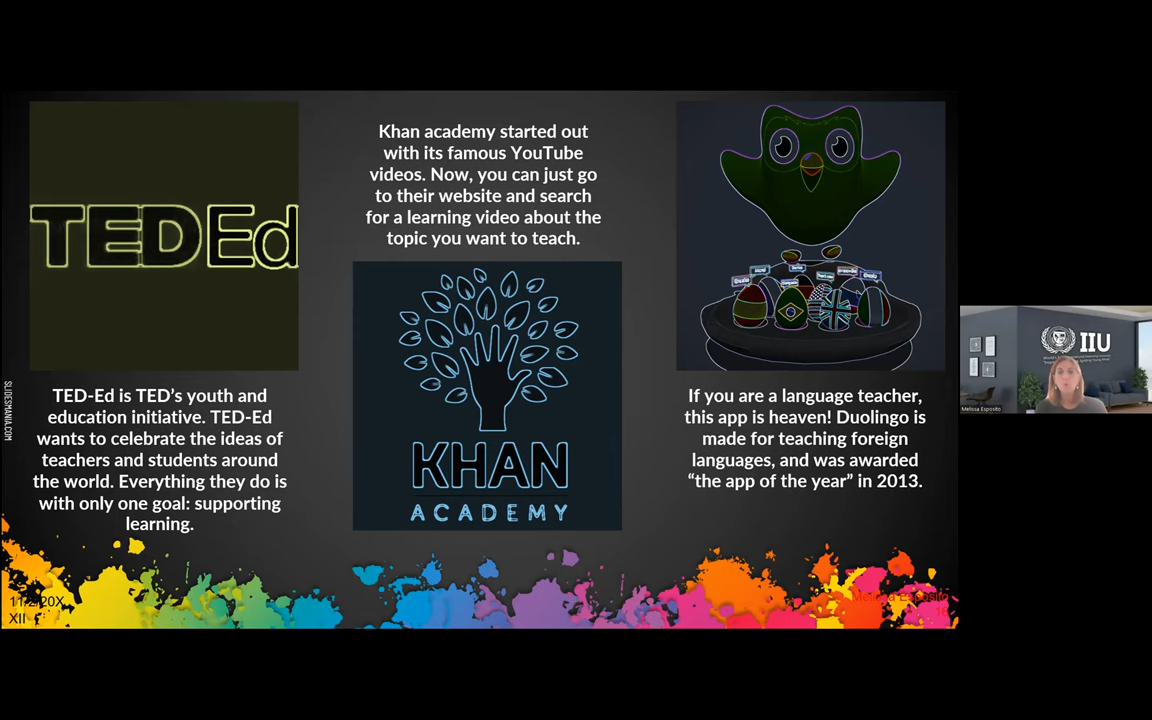 TEDEd
TED-Ed is TED’s youth and
education initiative. TED-Ed
wants to celebrate the ideas of
teachers and students around
the world. Everything they do is
with only one goal: supporting
learning.
Khan academy started out
with its famous YouTube
videos. Now, you can just go
to their website and search
for a learning video about the
topic you want to teach.
KHAN
ACADEMY
If you are a language teacher,
this app is heaven! Duolingo is
made for teaching foreign
languages, and was awarded
“the app of the year” in 2013.
SLIDESMANIA.COM
XII
Melissa Esposito
16
IIU
Melissa Esposito